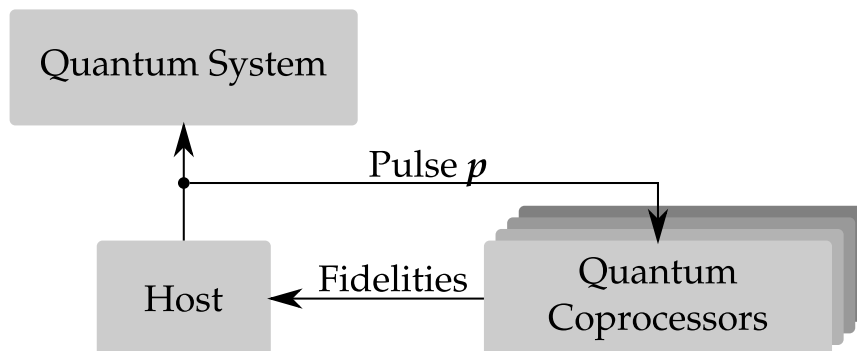 Quantum System
Pulse p
Fidelities
Host
Quantum
Coprocessors